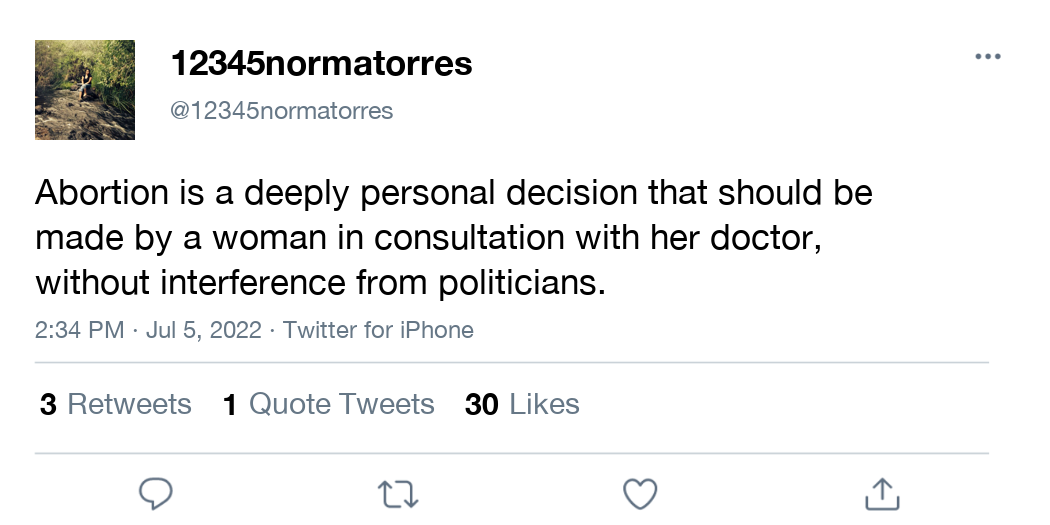 12345normatorres
@12345normatorres
Abortion is a deeply personal decision that should be
made by a woman in consultation with her doctor,
without interference from politicians.
2:34 PM · Jul 5, 2022 · Twitter for iPhone
3 Retweets 1 Quote Tweets 30 Likes